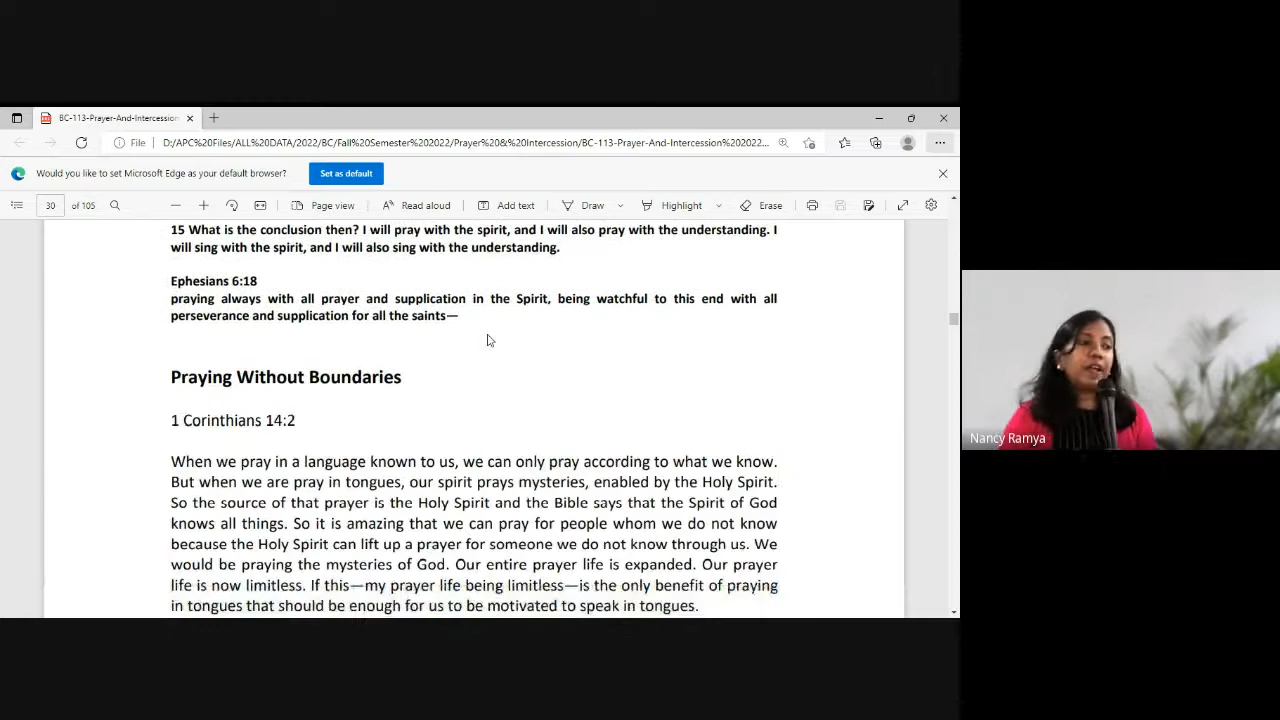 BC-113-Prayer-And-Intercession
File D:/APC%20Files/ALL%20DATA/2022/BC/Fall%20Semester%202022/Prayer%20&%20Intercession/BC-113-Prayer-And-Intercession%202022...
Would you like to set Microsoft Edge as your default browser? Set as default
30 of 105 Page view Read aloud Add text Draw Highlight Erase
15 What is the conclusion then? I will pray with the spirit, and I will also pray with the understanding. I
will sing with the spirit, and I will also sing with the understanding.
Ephesians 6:18
praying always with all prayer and supplication in the Spirit, being watchful to this end with all
perseverance and supplication for all the saints—
Praying Without Boundaries
1 Corinthians 14:2
When we pray in a language known to us, we can only pray according to what we know.
But when we are pray in tongues, our spirit prays mysteries, enabled by the Holy Spirit.
So the source of that prayer is the Holy Spirit and the Bible says that the Spirit of God
knows all things. So it is amazing that we can pray for people whom we do not know
because the Holy Spirit can lift up a prayer for someone we do not know through us. We
would be praying the mysteries of God. Our entire prayer life is expanded. Our prayer
life is now limitless. If this—my prayer life being limitless—is the only benefit of praying
in tongues that should be enough for us to be motivated to speak in tongues.
Nancy Ramya